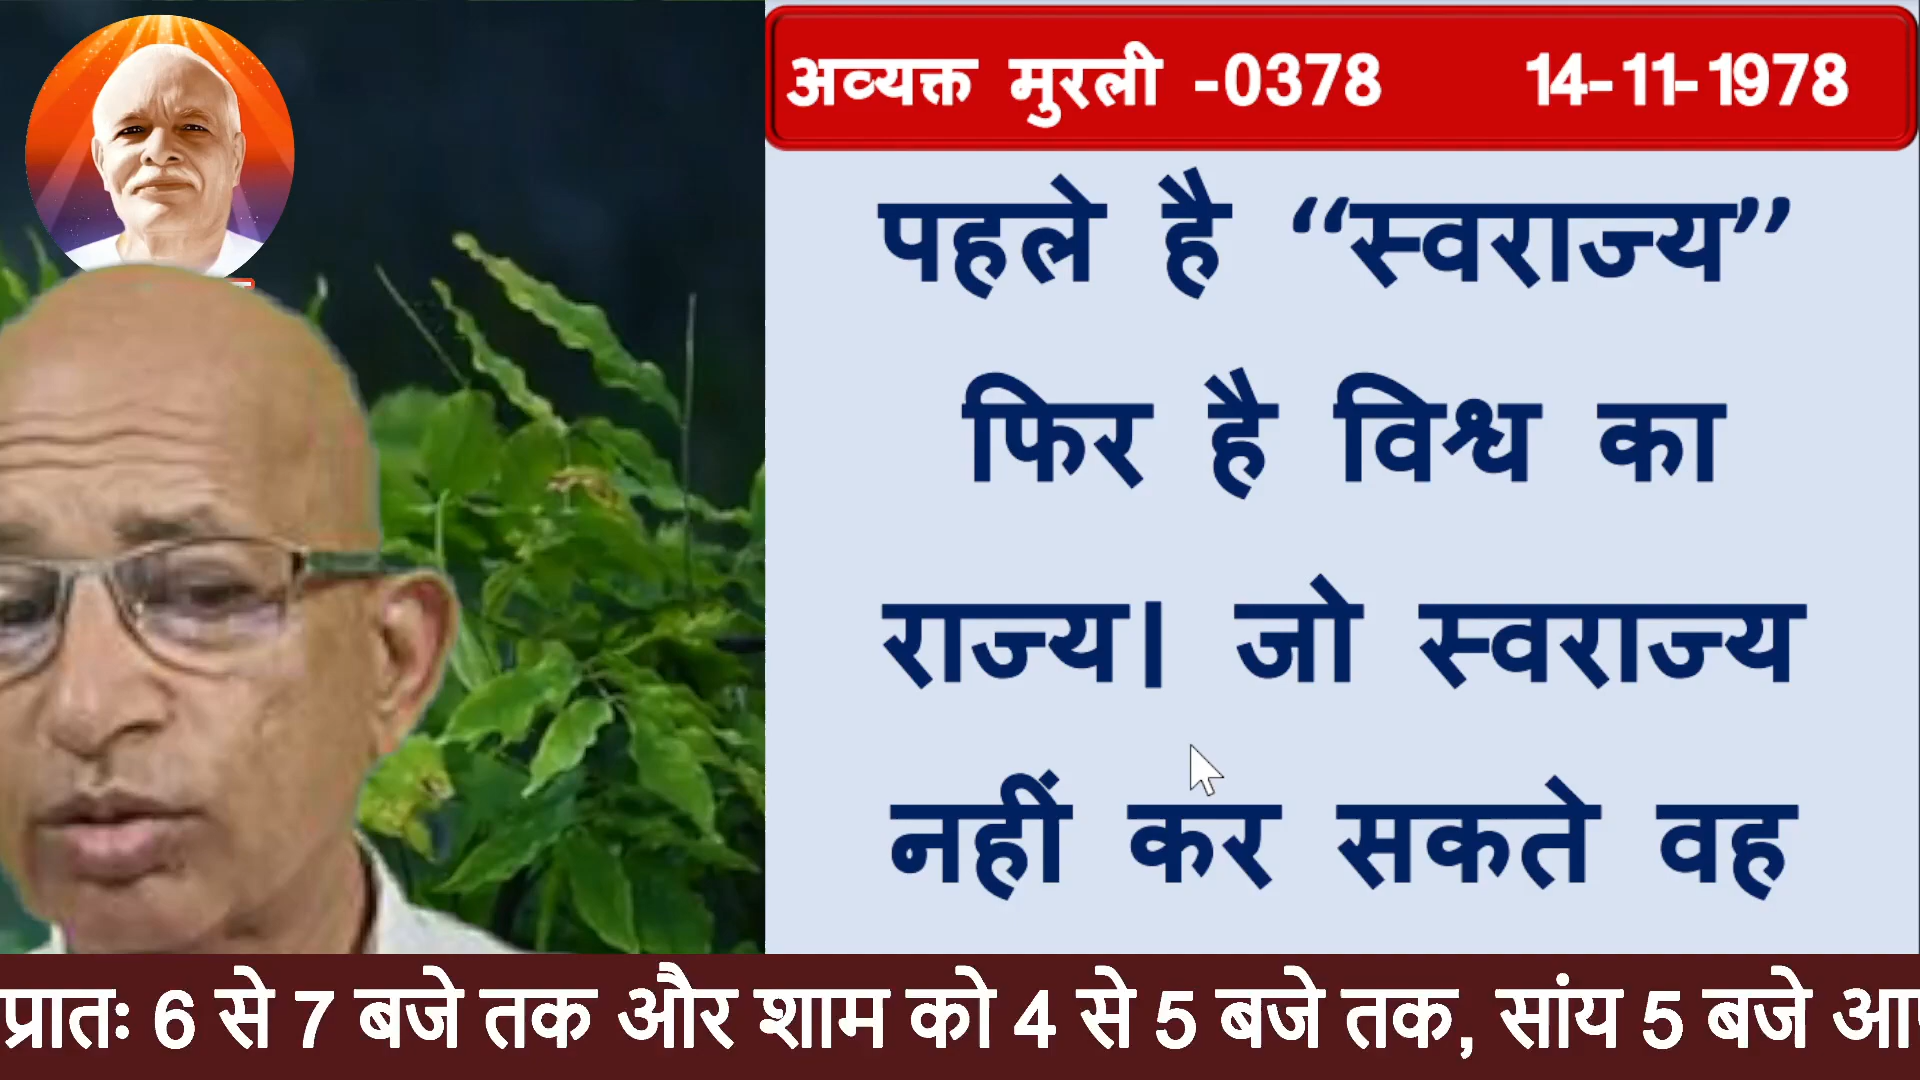 अव्यक्त मुरली -0378 14-11-1978
पहले है “स्वराज्य”
फिर है विश्व का
राज्य। जो स्वराज्य
नहीं कर सकते वह
प्रातः 6 से 7 बजे तक और शाम को 4 से 5 बजे तक, सांय 5 बजे